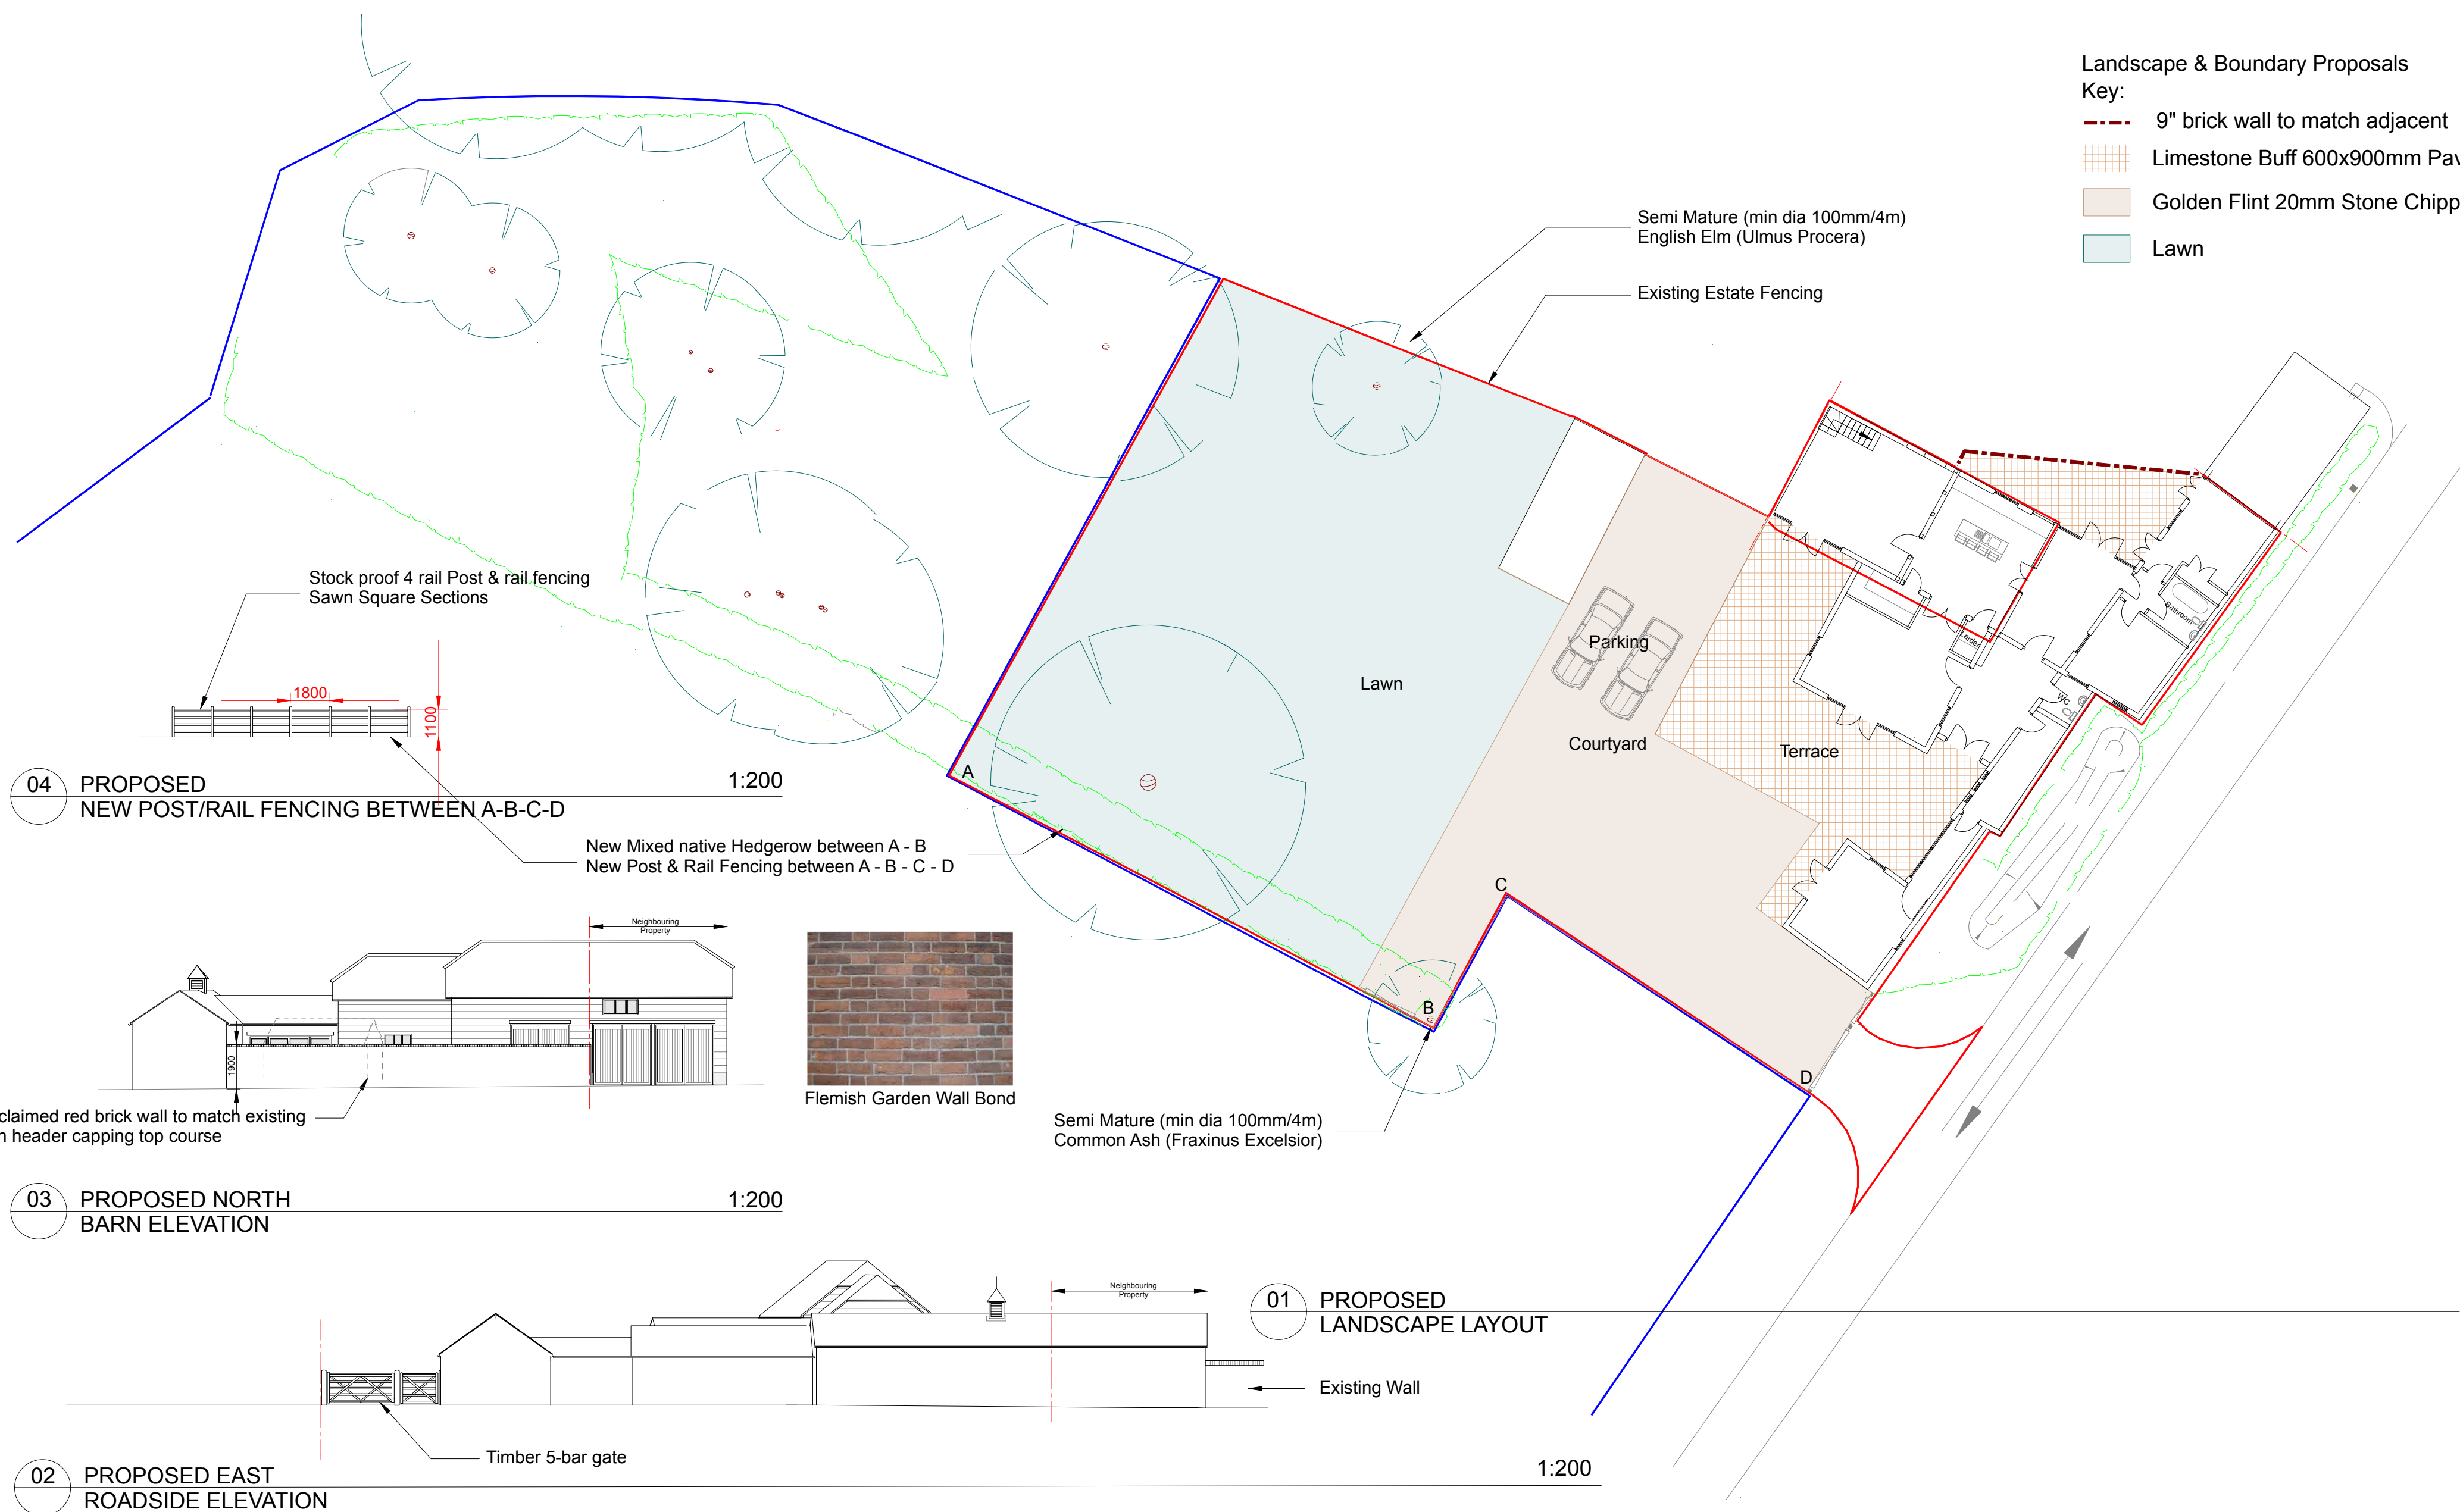 Landscape & Boundary Proposals
Key:
9" brick wall to match adjacent
Limestone Buff 600x900mm
Golden Flint 20mm Stone
Lawn
Semi Mature (min dia 100mm/4m)
English Elm (Ulmus Procera)
Existing Estate Fencing
Stock proof 4 rail Post & rail fencing
Sawn Square Sections
1800
1100
04 PROPOSED 1:200
NEW POST/RAIL FENCING BETWEEN A-B-C-D
New Mixed native Hedgerow between A - B
New Post & Rail Fencing between A - B - C - D
Parking
Lawn
Courtyard
Terrace
Larder
Bathroom
WC
A
B
C
D
Neighbouring
Property
1900
claimed red brick wall to match existing
header capping top course
Flemish Garden Wall Bond
Semi Mature (min dia 100mm/4m)
Common Ash (Fraxinus Excelsior)
03 PROPOSED NORTH 1:200
BARN ELEVATION
Neighbouring
Property
01 PROPOSED
LANDSCAPE LAYOUT
Existing Wall
Timber 5-bar gate
02 PROPOSED EAST 1:200
ROADSIDE ELEVATION